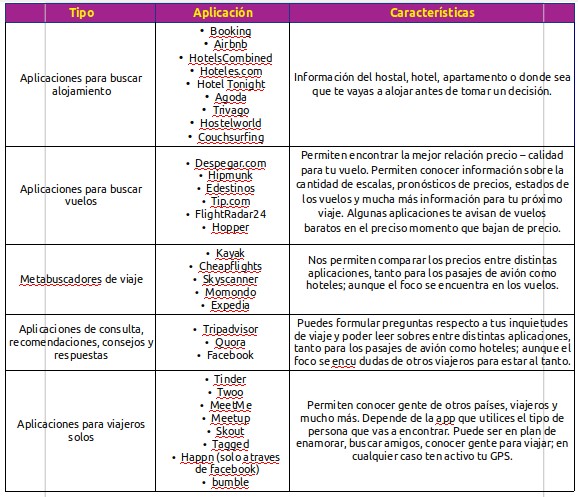 Tipo Aplicación Características
Aplicaciones para buscar
alojamiento
• Booking
• Airbnb
• HotelsCombined
• Hoteles.com
• Hotel Tonight
• Agoda
• Trivago
• Hostelworld
• Couchsurfing
Información del hostal, hotel, apartamento o donde sea
que te vayas a alojar antes de tomar un decisión.
Aplicaciones para buscar
vuelos
• Despegar.com
• Hipmunk
• Edestinos
• Tip.com
• FlightRadar24
• Hopper
Permiten encontrar la mejor relación precio – calidad
para tu vuelo. Permiten conocer información sobre la
cantidad de escalas, pronósticos de precios, estados de
los vuelos y mucha más información para tu próximo
viaje. Algunas aplicaciones te avisan de vuelos
baratos en el preciso momento que bajan de precio.
Metabuscadores de viaje
• Kayak
• Cheapflights
• Skyscanner
• Momondo
• Expedia
Nos permiten comparar los precios entre distintas
aplicaciones, tanto para los pasajes de avión como
hoteles; aunque el foco se encuentra en los vuelos.
Aplicaciones de consulta,
recomendaciones, consejos y
respuestas
• Tripadvisor
• Quora
• Facebook
Puedes formular preguntas respecto a tus inquietudes
de viaje y poder leer sobres entre distintas aplicaciones,
tanto para los pasajes de avión como hoteles; aunque el
foco se encu dudas de otros viajeros para estar al tanto.
Aplicaciones para viajeros
solos
• Tinder
• Twoo
• MeetMe
• Meetup
• Skout
• Tagged
• Happn (solo atraves
de facebook)
• bumble
Permiten conocer gente de otros países, viajeros y
mucho más. Depende de la app que utilices el tipo de
persona que vas a encontrar. Puede ser en plan de
enamorar, buscar amigos, conocer gente para viajar; en
cualquier caso ten activo tu GPS.